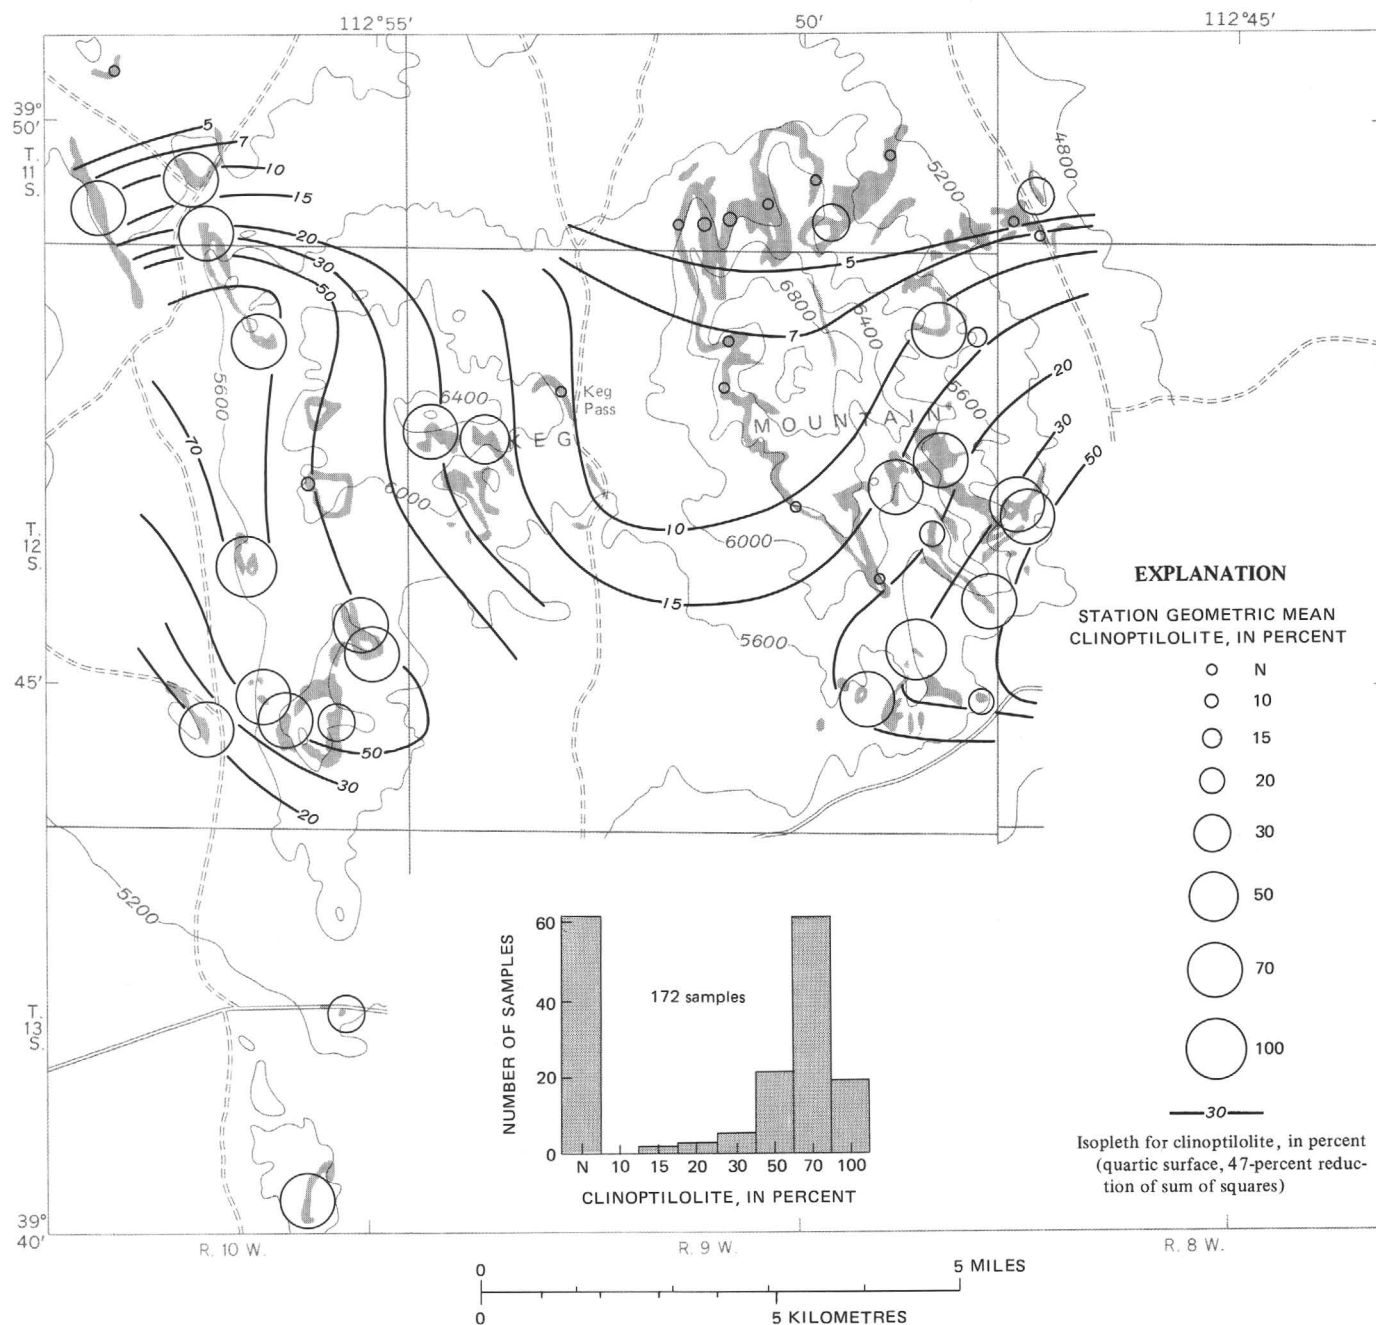 112°55′
50′
112°45′
39°
50′
T.
11
S.
5
7
10
15
20
30
50
4800
5200
5
6800
6400
7
5600
20
30
50
70
5600
6400
Keg
Pass
KEG
MOUNTAIN
6000
10
6000
15
5600
T.
12
S.
45′
50
30
20
5200
T.
13
S.
39°
40′
R. 10 W.
R. 9 W.
R. 8 W.
EXPLANATION
STATION GEOMETRIC MEAN
CLINOPTILOLITE, IN PERCENT
N
10
15
20
30
50
70
100
30
Isopleth for clinoptilolite, in percent
(quartic surface, 47-percent reduc-
tion of sum of squares)
NUMBER OF SAMPLES
60
40
20
0
172 samples
N 10 15 20 30 50 70 100
CLINOPTILOLITE, IN PERCENT
0 5 MILES
0 5 KILOMETRES